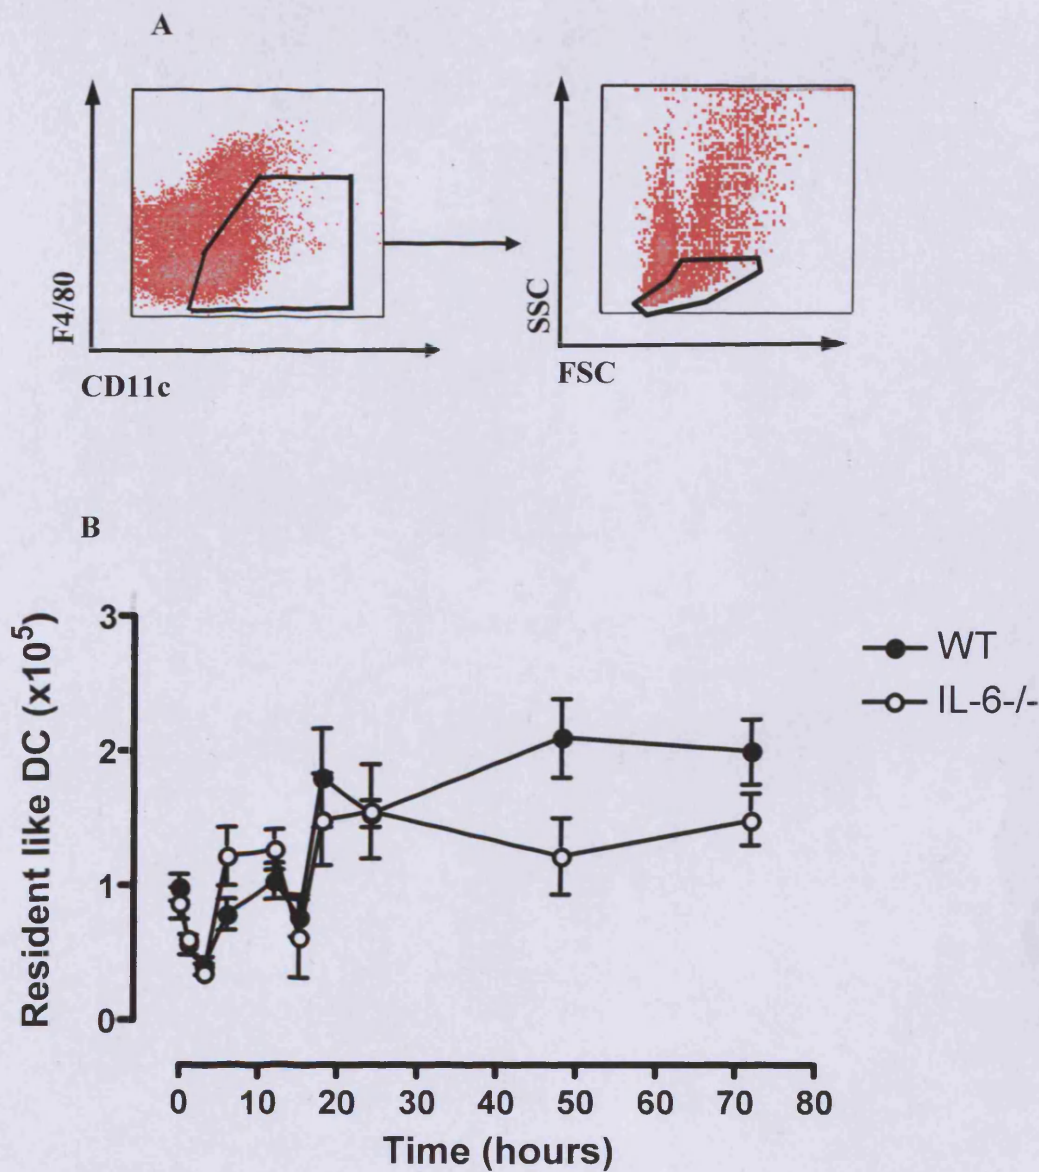 A
F4/80
CD11c
SSC
FSC
B
Resident like DC (x10⁵)
3
2
1
0
WT
IL-6-/-
0 10 20 30 40 50 60 70 80
Time (hours)